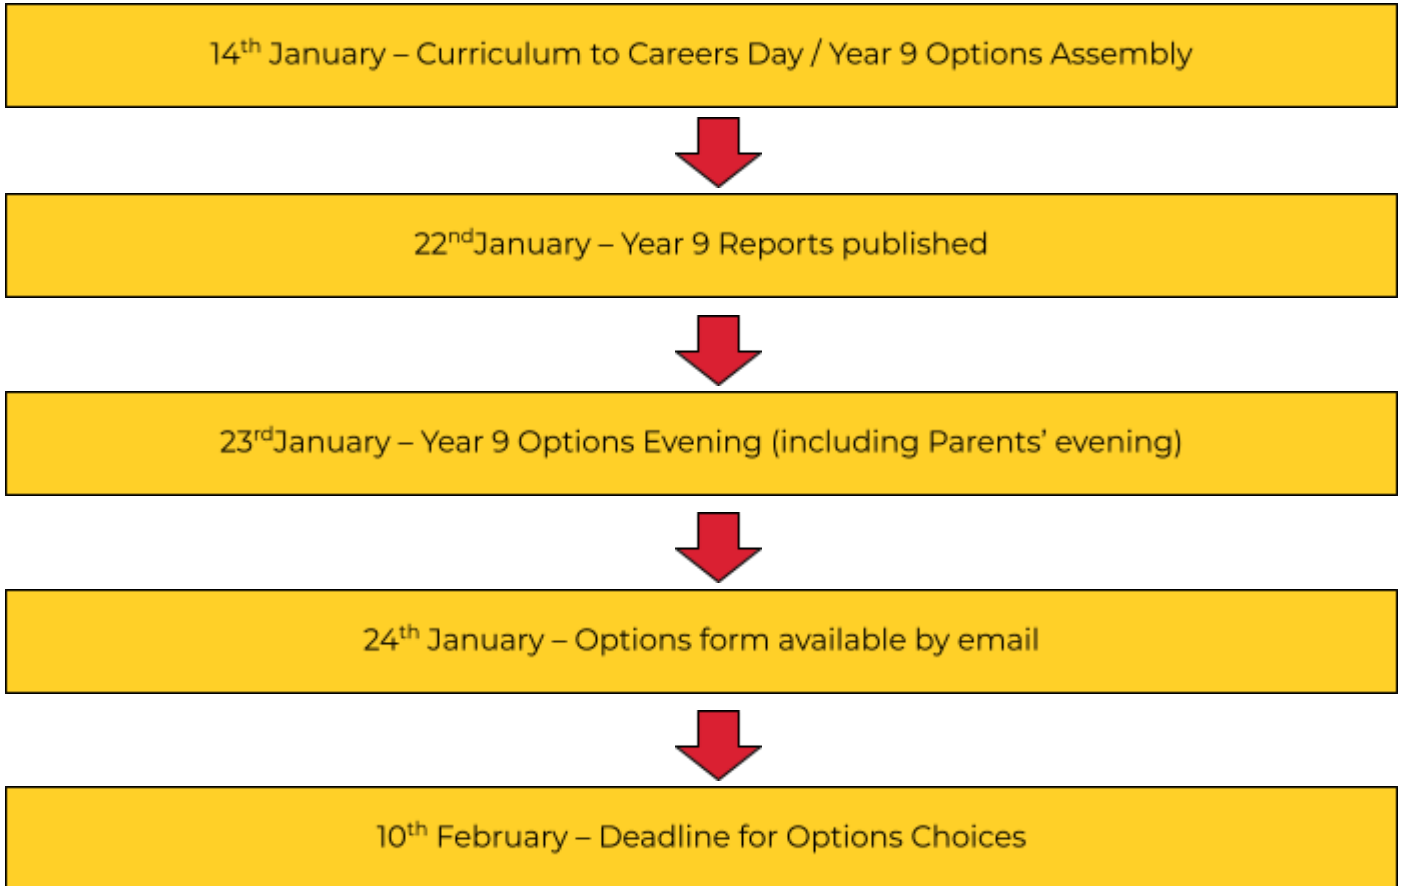 14th January – Curriculum to Careers Day / Year 9 Options Assembly
22ndJanuary – Year 9 Reports published
23rdJanuary – Year 9 Options Evening (including Parents’ evening)
24th January – Options form available by email
10th February – Deadline for Options Choices